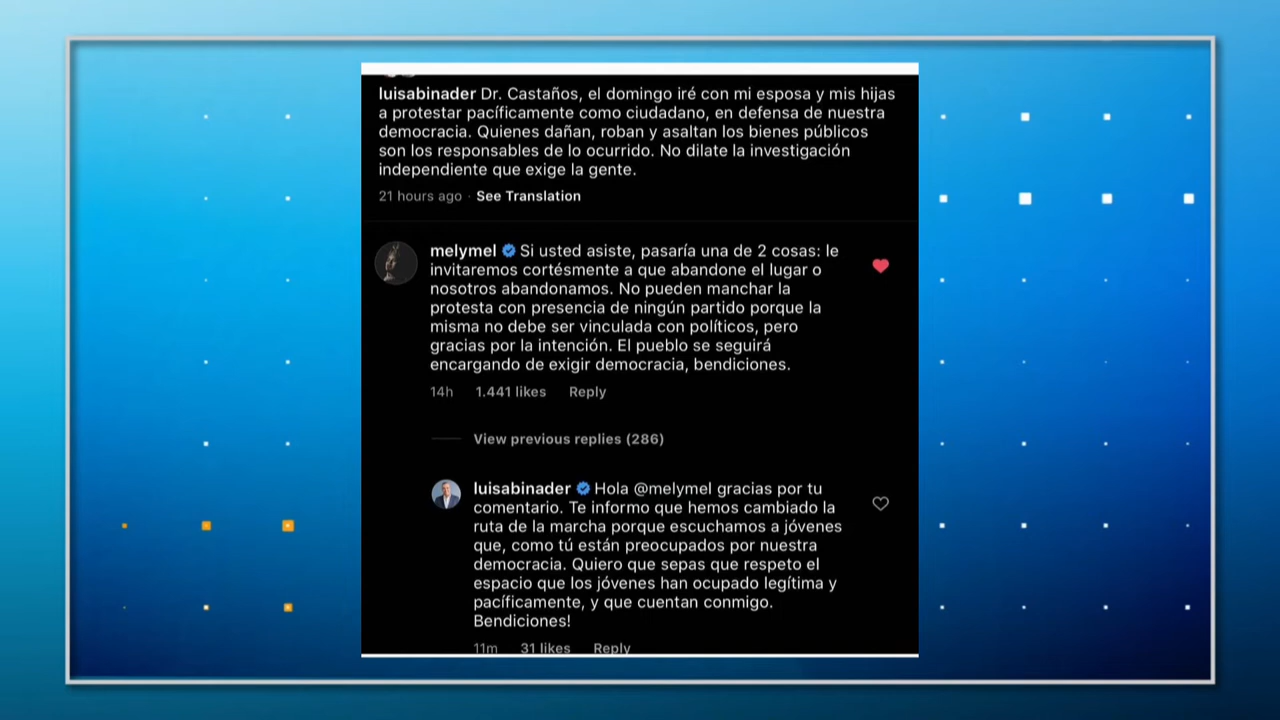 luisabinader Dr. Castaños, el domingo iré con mi esposa y mis hijas
a protestar pacíficamente como ciudadano, en defensa de nuestra
democracia. Quienes dañan, roban y asaltan los bienes públicos
son los responsables de lo ocurrido. No dilate la investigación
independiente que exige la gente.
21 hours ago · See Translation
melymel Si usted asiste, pasaría una de 2 cosas: le
invitaremos cortésmente a que abandone el lugar o
nosotros abandonamos. No pueden manchar la
protesta con presencia de ningún partido porque la
misma no debe ser vinculada con políticos, pero
gracias por la intención. El pueblo se seguirá
encargando de exigir democracia, bendiciones.
14h 1.441 likes Reply
View previous replies (286)
luisabinader Hola @melymel gracias por tu
comentario. Te informo que hemos cambiado la
ruta de la marcha porque escuchamos a jóvenes
que, como tú están preocupados por nuestra
democracia. Quiero que sepas que respeto el
espacio que los jóvenes han ocupado legítima y
pacíficamente, y que cuentan conmigo.
Bendiciones!
11m 31 likes Reply